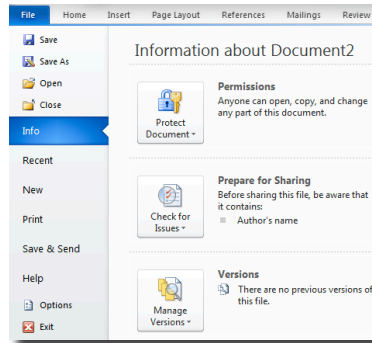 File Home Insert Page Layout References Mailings Review
Save
Save As
Open
Close
Info
Recent
New
Print
Save & Send
Help
Options
Exit
Information about Document2
Protect
Document
Permissions
Anyone can open, copy, and change
any part of this document.
Check for
Issues
Prepare for Sharing
Before sharing this file, be aware that
it contains:
Author's name
Manage
Versions
Versions
There are no previous versions of
this file.